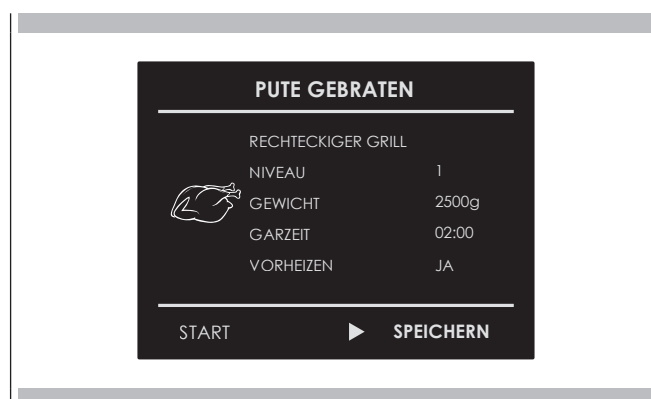 PUTE GEBRATEN
RECHTECKIGER GRILL
NIVEAU 1
GEWICHT 2500g
GARZEIT 02:00
VORHEIZEN JA
START SPEICHERN